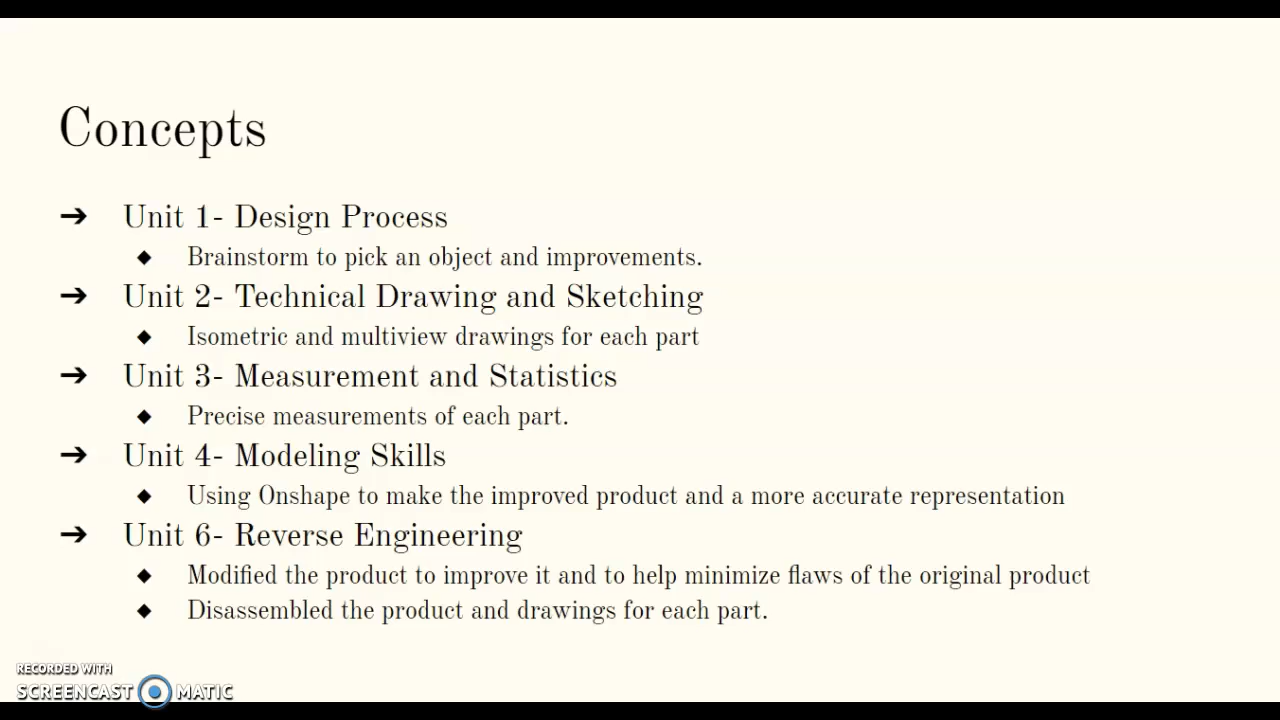 Concepts
➔ Unit 1- Design Process
◆ Brainstorm to pick an object and improvements.
➔ Unit 2- Technical Drawing and Sketching
◆ Isometric and multiview drawings for each part
➔ Unit 3- Measurement and Statistics
◆ Precise measurements of each part.
➔ Unit 4- Modeling Skills
◆ Using Onshape to make the improved product and a more accurate representation
➔ Unit 6- Reverse Engineering
◆ Modified the product to improve it and to help minimize flaws of the original product
◆ Disassembled the product and drawings for each part.
RECORDED WITH
SCREENCAST MATIC